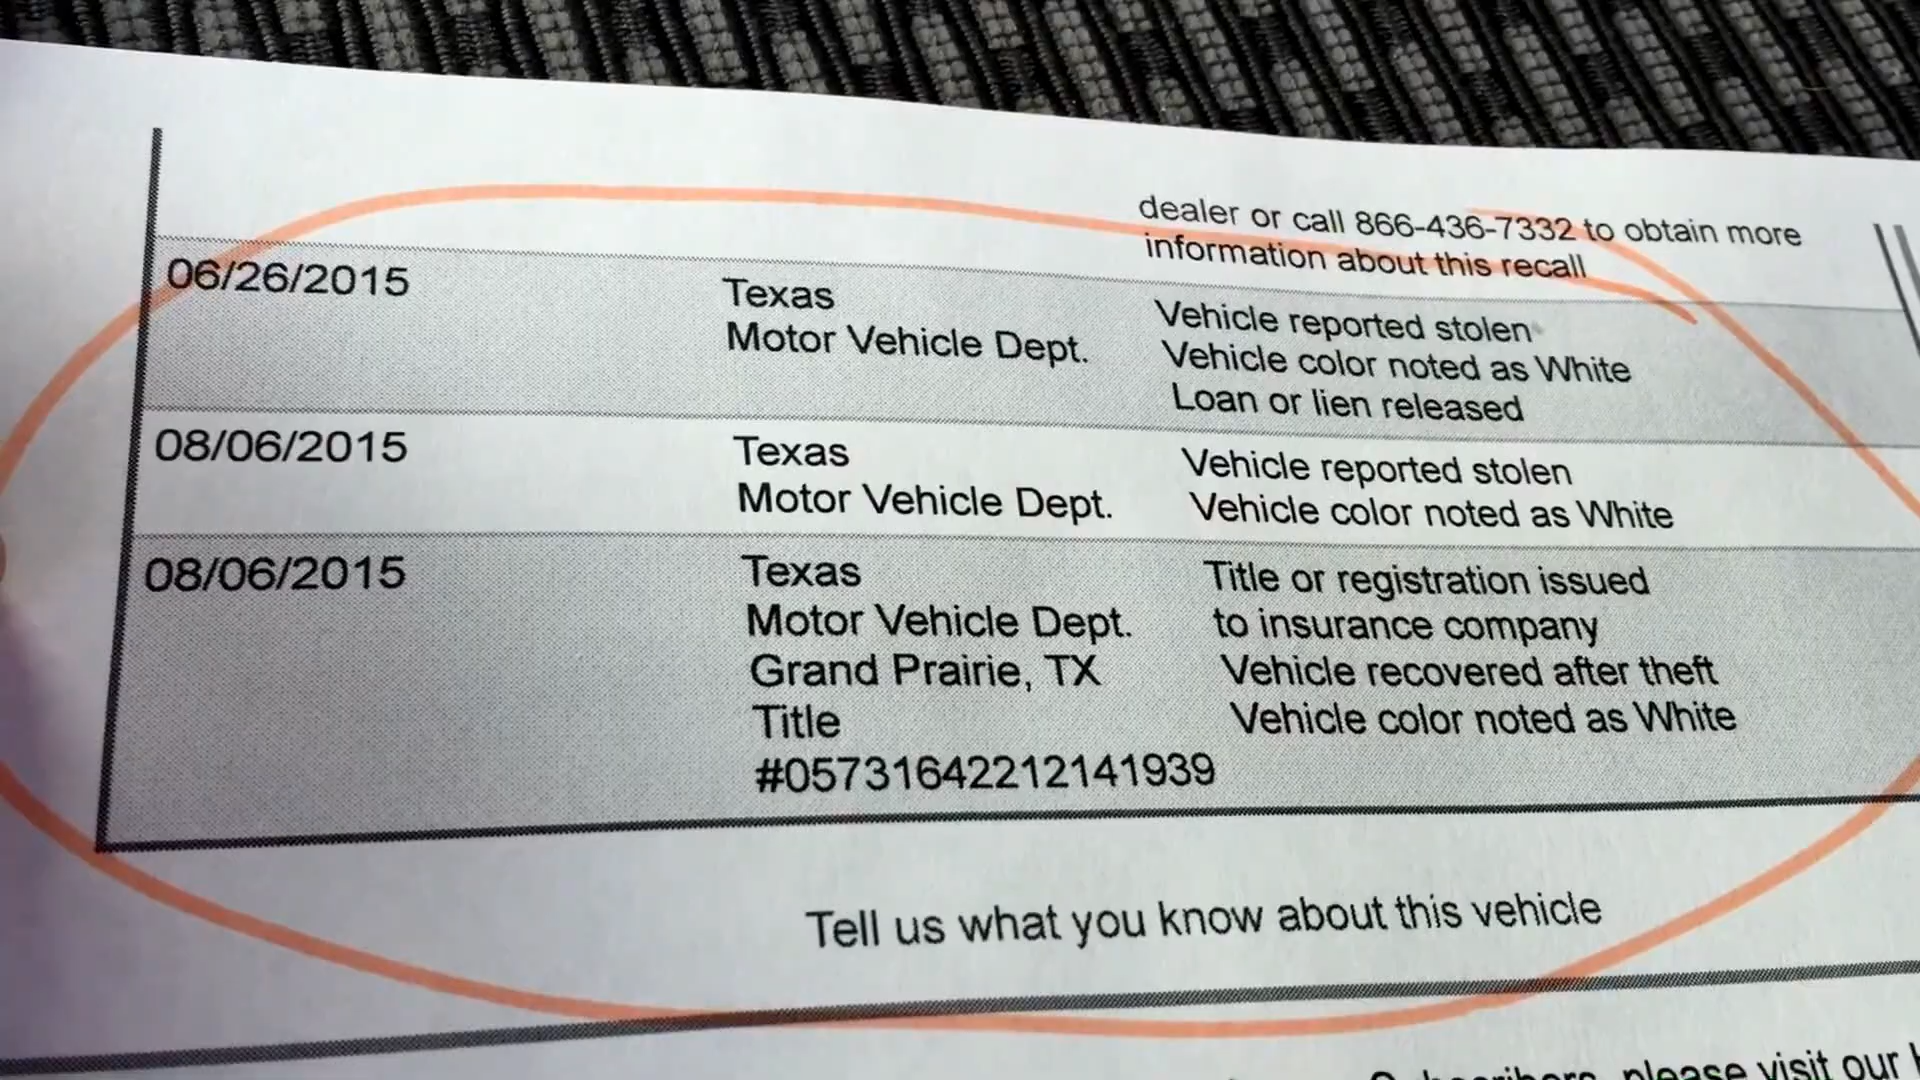 dealer or call 866-436-7332 to obtain more
information about this recall
06/26/2015
Texas
Motor Vehicle Dept.
Vehicle reported stolen
Vehicle color noted as White
Loan or lien released
08/06/2015
Texas
Motor Vehicle Dept.
Vehicle reported stolen
Vehicle color noted as White
08/06/2015
Texas
Motor Vehicle Dept.
Grand Prairie, TX
Title
#05731642212141939
Title or registration issued
to insurance company
Vehicle recovered after theft
Vehicle color noted as White
Tell us what you know about this vehicle
please visit our